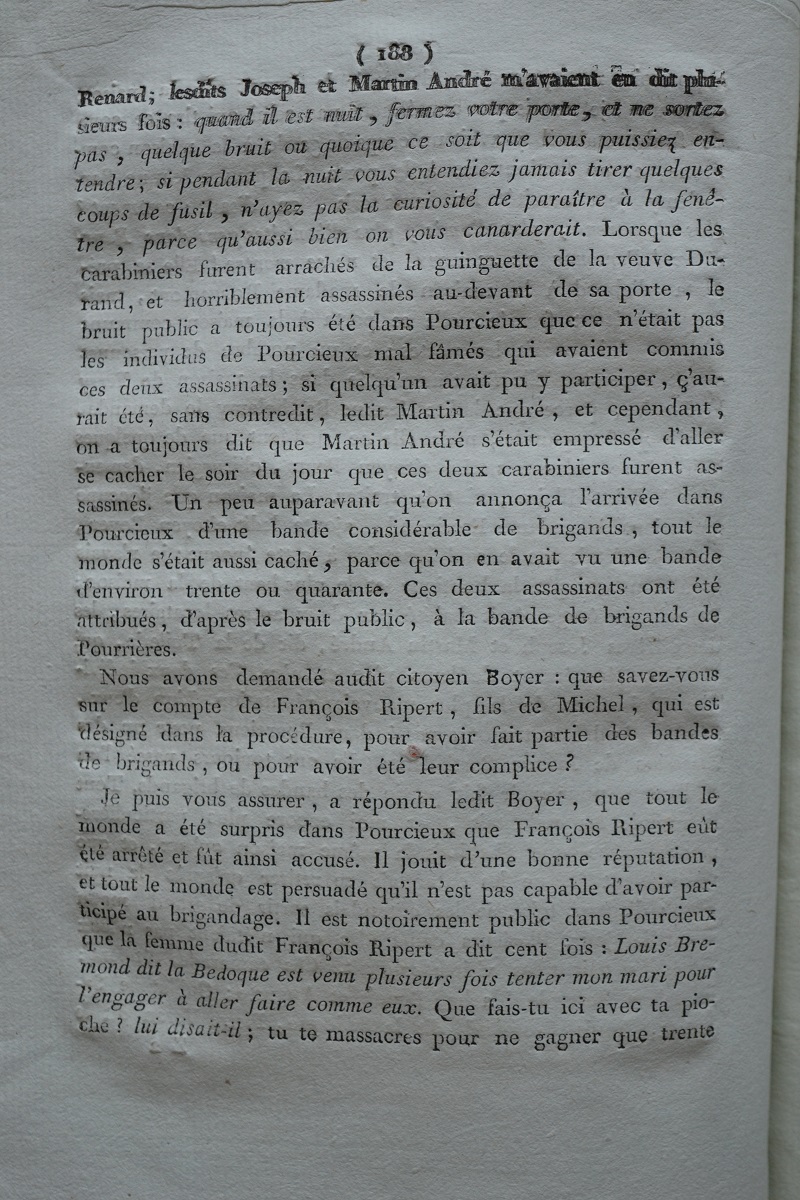 ( 188 )
Renard; lesdits Joseph et Martin André m'avaient en dit plu-
sieurs fois : quand il est nuit, fermez votre porte, et ne sortez
pas, quelque bruit ou quoique ce soit que vous puissiez en-
tendre; si pendant la nuit vous entendiez jamais tirer quelques
coups de fusil, n'ayez pas la curiosité de paraître à la fenê-
tre, parce qu'aussi bien on vous canarderait. Lorsque les
carabiniers furent arrachés de la guinguette de la veuve Du-
rand, et horriblement assassinés au-devant de sa porte, le
bruit public a toujours été dans Pourcieux que ce n'était pas
les individus de Pourcieux mal fâmés qui avaient commis
ces deux assassinats; si quelqu'un avait pu y participer, ç'au-
rait été, sans contredit, ledit Martin André, et cependant,
on a toujours dit que Martin André s'était empressé d'aller
se cacher le soir du jour que ces deux carabiniers furent as-
sassinés. Un peu auparavant qu'on annonça l'arrivée dans
Pourcieux d'une bande considérable de brigands, tout le
monde s'était aussi caché, parce qu'on en avait vu une bande
d'environ trente ou quarante. Ces deux assassinats ont été
attribués, d'après le bruit public, à la bande de brigands de
Pourrières.
Nous avons demandé audit citoyen Boyer : que savez-vous
sur le compte de François Ripert, fils de Michel, qui est
désigné dans la procédure, pour avoir fait partie des bandes
de brigands, ou pour avoir été leur complice ?
Je puis vous assurer, a répondu ledit Boyer, que tout le
monde a été surpris dans Pourcieux que François Ripert eût
été arrêté et fût ainsi accusé. Il jouit d'une bonne réputation,
et tout le monde est persuadé qu'il n'est pas capable d'avoir par-
ticipé au brigandage. Il est notoirement public dans Pourcieux
que la femme dudit François Ripert a dit cent fois : Louis Bre-
mond dit la Bedoque est venu plusieurs fois tenter mon mari pour
l'engager à aller faire comme eux. Que fais-tu ici avec ta pio-
che ? lui disait-il; tu te massacres pour ne gagner que trente